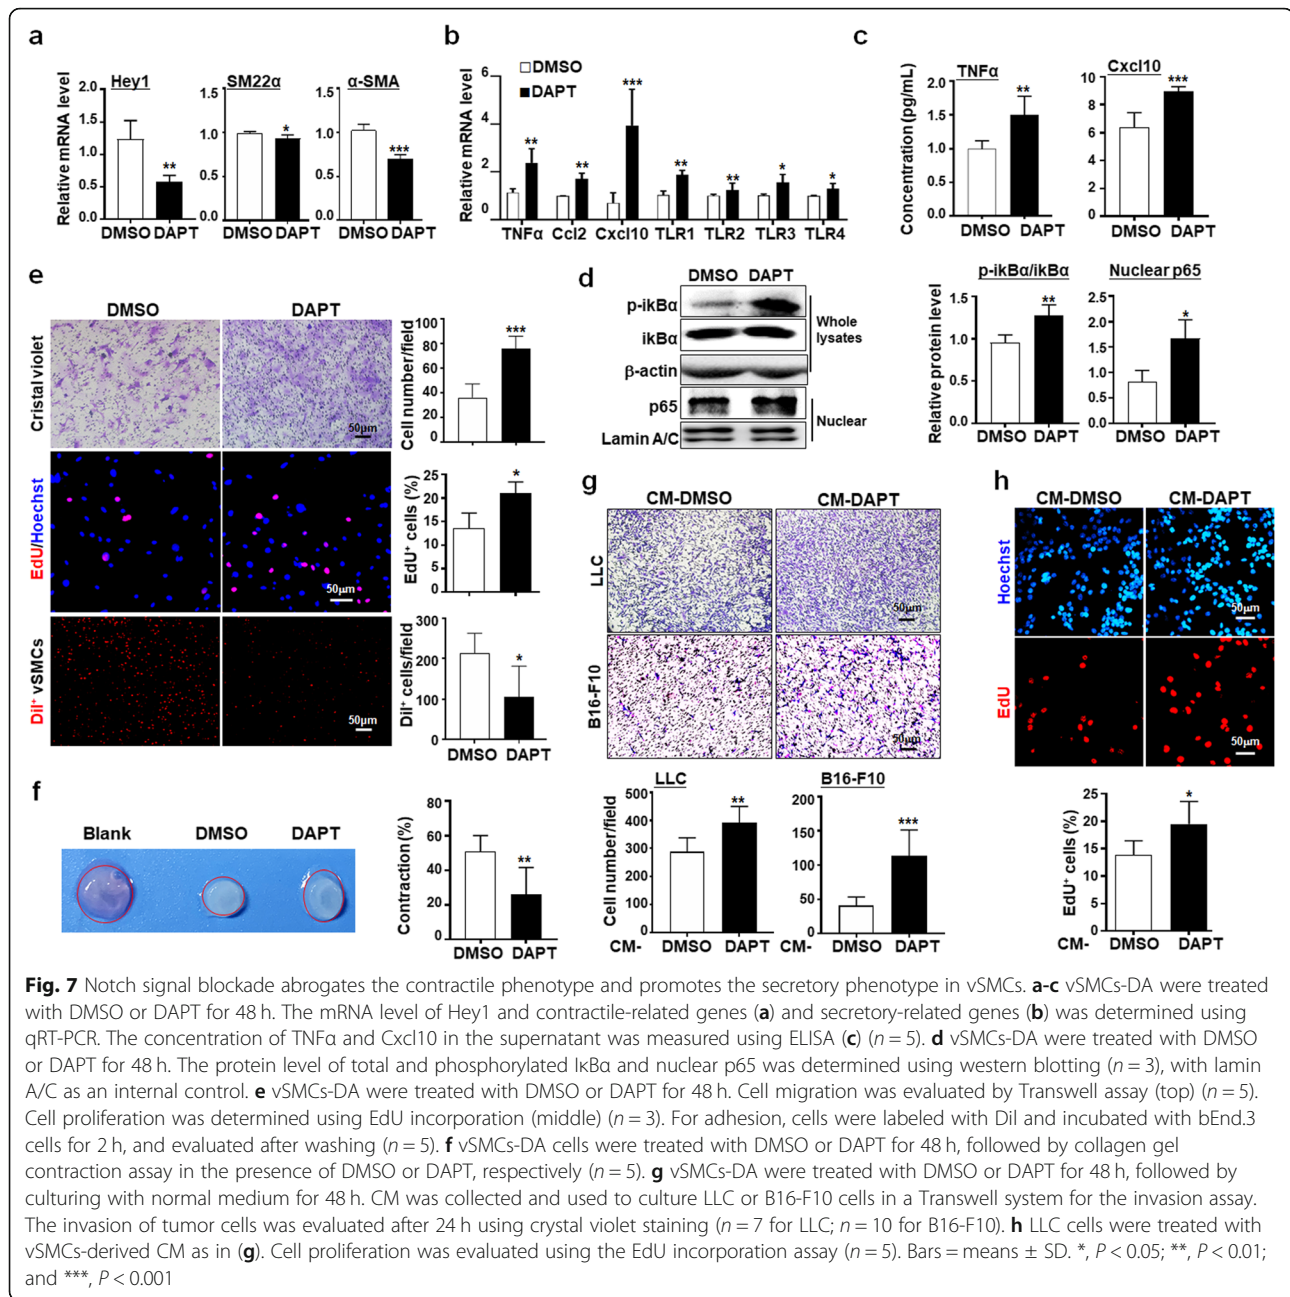 a
Hey1
SM22α
α-SMA
Relative mRNA level
1.5
1.0
0.5
0.0
**
DMSO DAPT
1.5
1.0
0.5
0.0
*
DMSO DAPT
1.5
1.0
0.5
0.0
***
DMSO DAPT
b
DMSO
DAPT
Relative mRNA level
6
4
2
0
** ** *** ** ** * *
TNFα Ccl2 Cxcl10 TLR1 TLR2 TLR3 TLR4
c
TNFα
Cxcl10
Concentration (pg/mL)
2.0
1.5
1.0
0.5
0.0
**
DMSO DAPT
10
8
6
4
2
0
***
DMSO DAPT
d
DMSO DAPT
p-ikBα
ikBα
β-actin
p65
Lamin A/C
Whole
lysates
Nuclear
p-ikBα/ikBα
Nuclear p65
Relative protein level
1.5
1.0
0.5
0.0
**
DMSO DAPT
2.5
2.0
1.5
1.0
0.5
0.0
*
DMSO DAPT
e
DMSO
DAPT
Cristal violet
50μm
Cell number/field
100
80
60
40
20
0
***
EdU/Hoechst
50μm
EdU⁺ cells (%)
25
20
15
10
5
0
*
Dil⁺ vSMCs
50μm
Dil⁺ cells/field
300
200
100
0
*
DMSO DAPT
f
Blank DMSO DAPT
Contraction (%)
80
60
40
20
0
**
DMSO DAPT
g
CM-DMSO
CM-DAPT
LLC
50μm
B16-F10
50μm
LLC
B16-F10
Cell number/field
400
300
200
100
0
**
CM- DMSO DAPT
200
150
100
50
0
***
CM- DMSO DAPT
h
CM-DMSO CM-DAPT
Hoechst
50μm
EdU
50μm
EdU⁺ cells (%)
25
20
15
10
5
0
*
CM- DMSO DAPT
Fig. 7 Notch signal blockade abrogates the contractile phenotype and promotes the secretory phenotype in vSMCs. a-c vSMCs-DA were treated
with DMSO or DAPT for 48 h. The mRNA level of Hey1 and contractile-related genes (a) and secretory-related genes (b) was determined using
qRT-PCR. The concentration of TNFα and Cxcl10 in the supernatant was measured using ELISA (c) (n = 5). d vSMCs-DA were treated with DMSO
or DAPT for 48 h. The protein level of total and phosphorylated IκBα and nuclear p65 was determined using western blotting (n = 3), with lamin
A/C as an internal control. e vSMCs-DA were treated with DMSO or DAPT for 48 h. Cell migration was evaluated by Transwell assay (top) (n = 5).
Cell proliferation was determined using EdU incorporation (middle) (n = 3). For adhesion, cells were labeled with Dil and incubated with bEnd.3
cells for 2 h, and evaluated after washing (n = 5). f vSMCs-DA cells were treated with DMSO or DAPT for 48 h, followed by collagen gel
contraction assay in the presence of DMSO or DAPT, respectively (n = 5). g vSMCs-DA were treated with DMSO or DAPT for 48 h, followed by
culturing with normal medium for 48 h. CM was collected and used to culture LLC or B16-F10 cells in a Transwell system for the invasion assay.
The invasion of tumor cells was evaluated after 24 h using crystal violet staining (n = 7 for LLC; n = 10 for B16-F10). h LLC cells were treated with
vSMCs-derived CM as in (g). Cell proliferation was evaluated using the EdU incorporation assay (n = 5). Bars = means ± SD. *, P < 0.05; **, P < 0.01;
and ***, P < 0.001